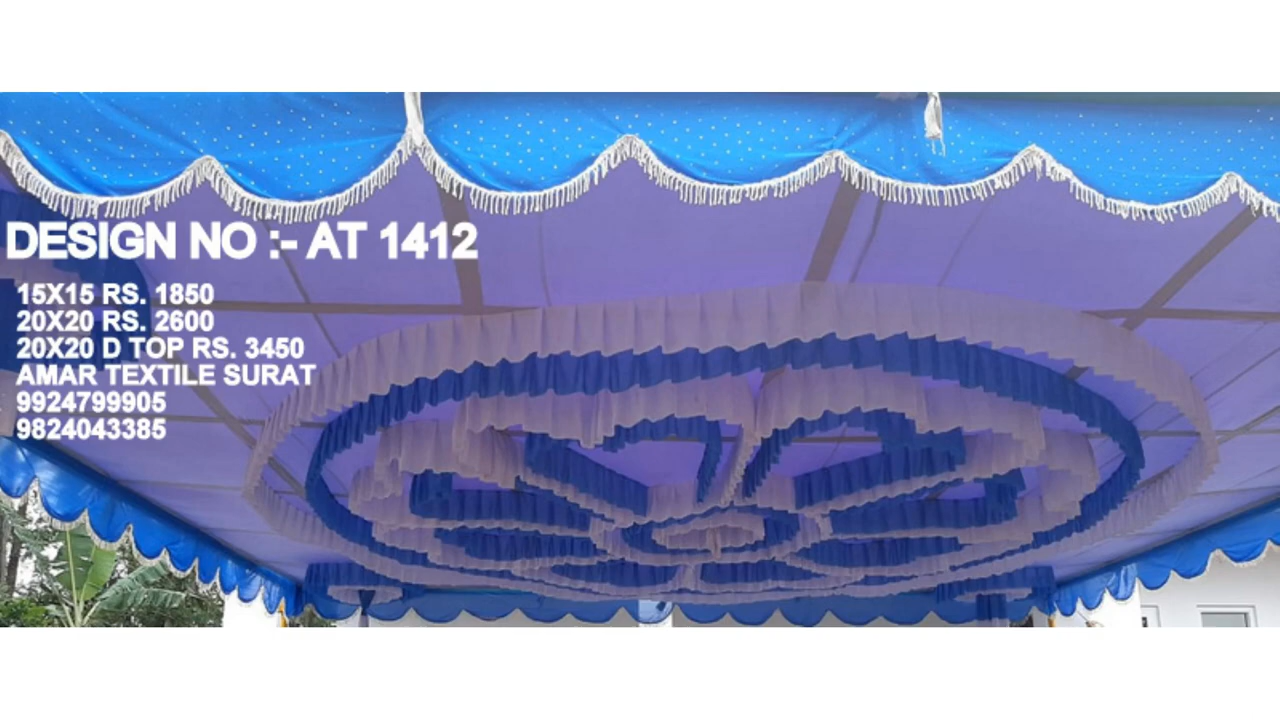 DESIGN NO :- AT 1412
15X15 RS. 1850
20X20 RS. 2600
20X20 D TOP RS. 3450
AMAR TEXTILE SURAT
9924799905
9824043385